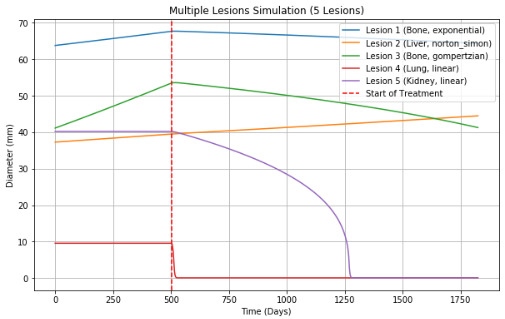 Multiple Lesions Simulation (5 Lesions)
70
60
50
40
30
20
10
0
Diameter (mm)
Lesion 1 (Bone, exponential)
Lesion 2 (Liver, norton_simon)
Lesion 3 (Bone, gompertzian)
Lesion 4 (Lung, linear)
Lesion 5 (Kidney, linear)
Start of Treatment
0
250
500
750
1000
1250
1500
1750
Time (Days)